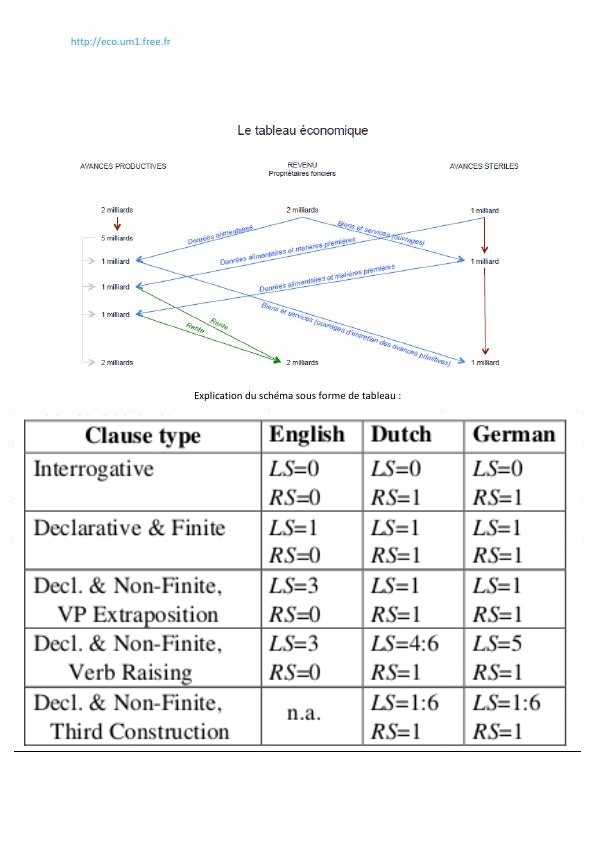 http://eco.um1.free.fr
Le tableau économique
AVANCES PRODUCTIVES
REVENU
Propriétaires fonciers
AVANCES STERILES
2 milliards
2 milliards
1 milliard
5 milliards
Denrées alimentaires
Biens et services (ouvrages)
1 milliard
Denrées alimentaires et matières premières
1 milliard
1 milliard
Denrées alimentaires et matières premières
1 milliard
Biens et services (ouvrages d'entretien des avances primitives)
Rente
Rente
2 milliards
2 milliards
1 milliard
Explication du schéma sous forme de tableau :
Clause type English Dutch German
Interrogative LS=0 LS=0 LS=0
RS=0 RS=1 RS=1
Declarative & Finite LS=1 LS=1 LS=1
RS=0 RS=1 RS=1
Decl. & Non-Finite, LS=3 LS=1 LS=1
VP Extraposition RS=0 RS=1 RS=1
Decl. & Non-Finite, LS=3 LS=4:6 LS=5
Verb Raising RS=0 RS=1 RS=1
Decl. & Non-Finite, n.a. LS=1:6 LS=1:6
Third Construction RS=1 RS=1